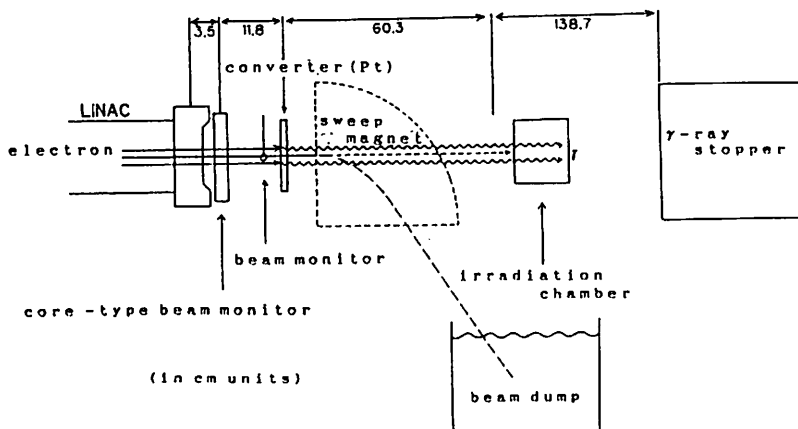 3.5
11.8
60.3
138.7
converter(Pt)
LINAC
sweep
magnet
electron
γ
γ-ray
stopper
beam monitor
irradiation
chamber
core-type beam monitor
(in cm units)
beam dump